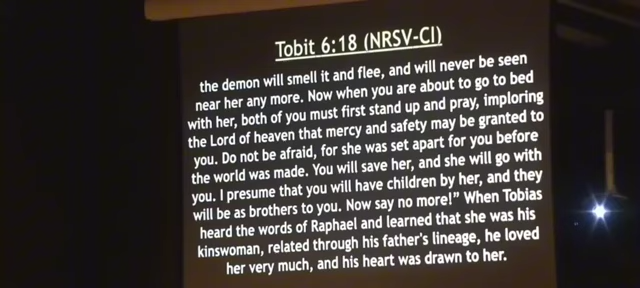 Tobit 6:18 (NRSV-CI)
the demon will smell it and flee, and will never be seen
near her any more. Now when you are about to go to bed
with her, both of you must first stand up and pray, imploring
the Lord of heaven that mercy and safety may be granted to
you. Do not be afraid, for she was set apart for you before
the world was made. You will save her, and she will go with
you. I presume that you will have children by her, and they
will be as brothers to you. Now say no more!” When Tobias
heard the words of Raphael and learned that she was his
kinswoman, related through his father's lineage, he loved
her very much, and his heart was drawn to her.